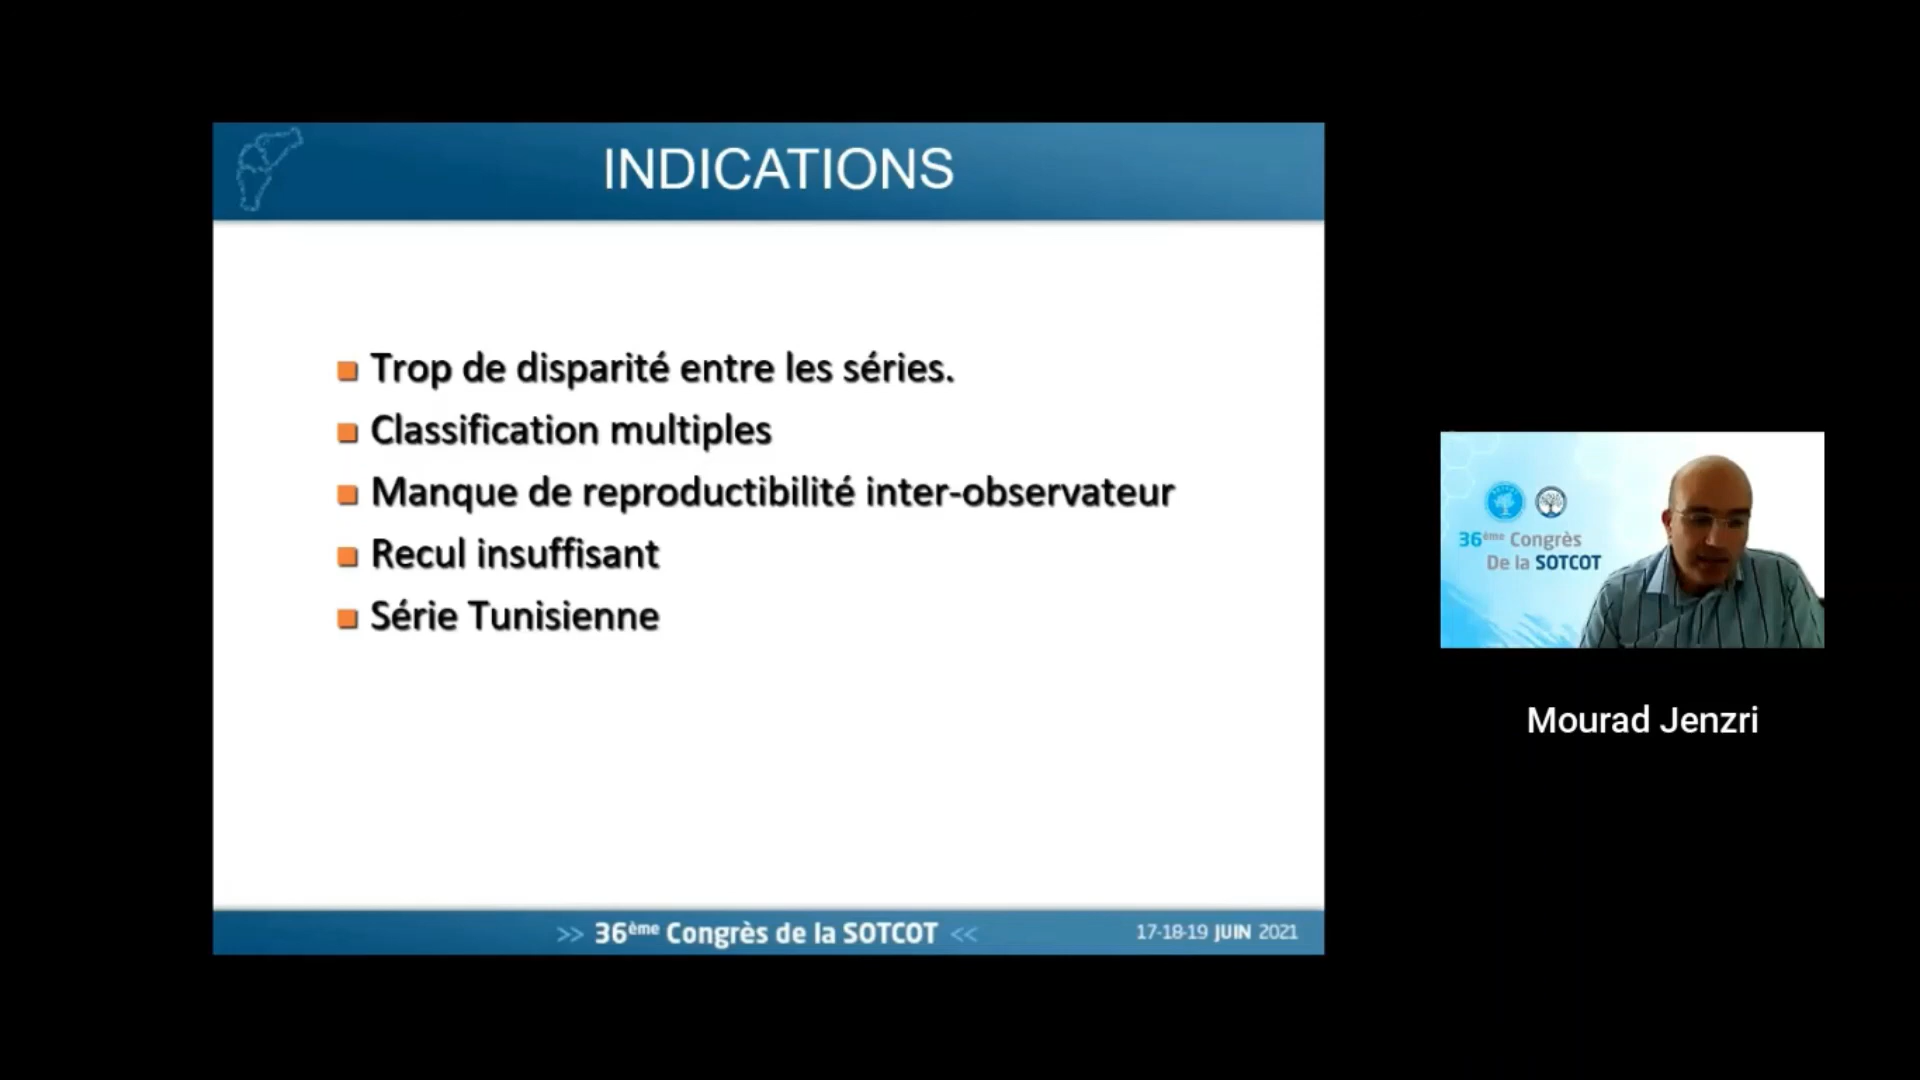 INDICATIONS
Trop de disparité entre les séries.
Classification multiples
Manque de reproductibilité inter-observateur
Recul insuffisant
Série Tunisienne
>> 36ème Congrès de la SOTCOT <<
17-18-19 JUIN 2021
36ème Congrès
De la SOTCOT
Mourad Jenzri